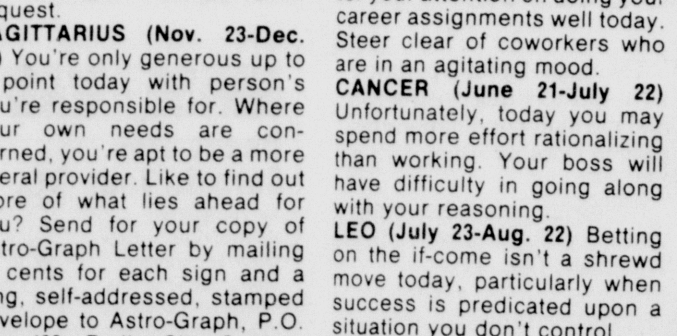 quest.
AGITTARIUS (Nov. 23-Dec.
) You're only generous up to
point today with person's
u're responsible for. Where
ur own needs are con-
rned, you're apt to be a more
eral provider. Like to find out
ore of what lies ahead for
u? Send for your copy of
tro-Graph Letter by mailing
cents for each sign and a
ng, self-addressed, stamped
velope to Astro-Graph, P.O.
career assignments well today.
Steer clear of coworkers who
are in an agitating mood.
CANCER (June 21-July 22)
Unfortunately, today you may
spend more effort rationalizing
than working. Your boss will
have difficulty in going along
with your reasoning.
LEO (July 23-Aug. 22) Betting
on the if-come isn't a shrewd
move today, particularly when
success is predicated upon a
situation you don't control